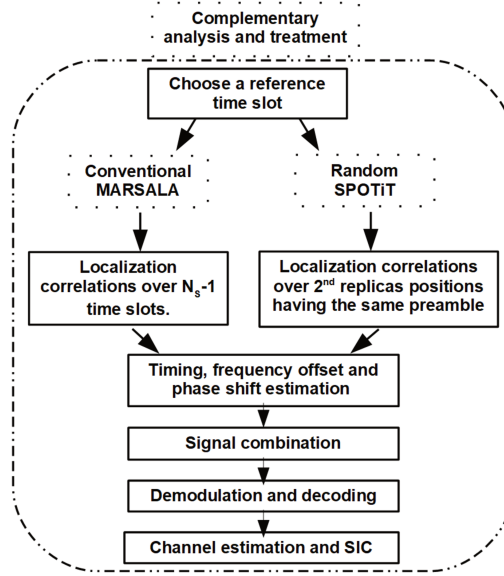 Complementary
analysis and treatment
Choose a reference
time slot
Conventional
MARSALA
Random
SPOTiT
Localization
correlations over N_S-1
time slots.
Localization correlations
over 2nd replicas positions
having the same preamble
Timing, frequency offset and
phase shift estimation
Signal combination
Demodulation and decoding
Channel estimation and SIC